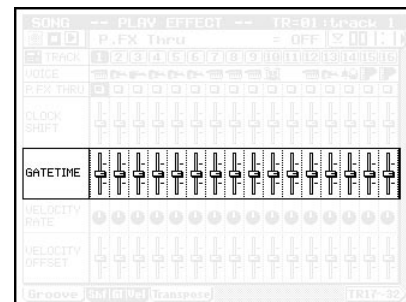 SONG -- PLAY EFFECT -- TR=01:track 1
P.FX Thru = OFF
TRACK 1 2 3 4 5 6 7 8 9 10 11 12 13 14 15 16
VOICE
P.FX THRU
CLOCK
SHIFT
GATETIME
VELOCITY
RATE
VELOCITY
OFFSET
Groove Shf Gt Vel Transpose TR17~32